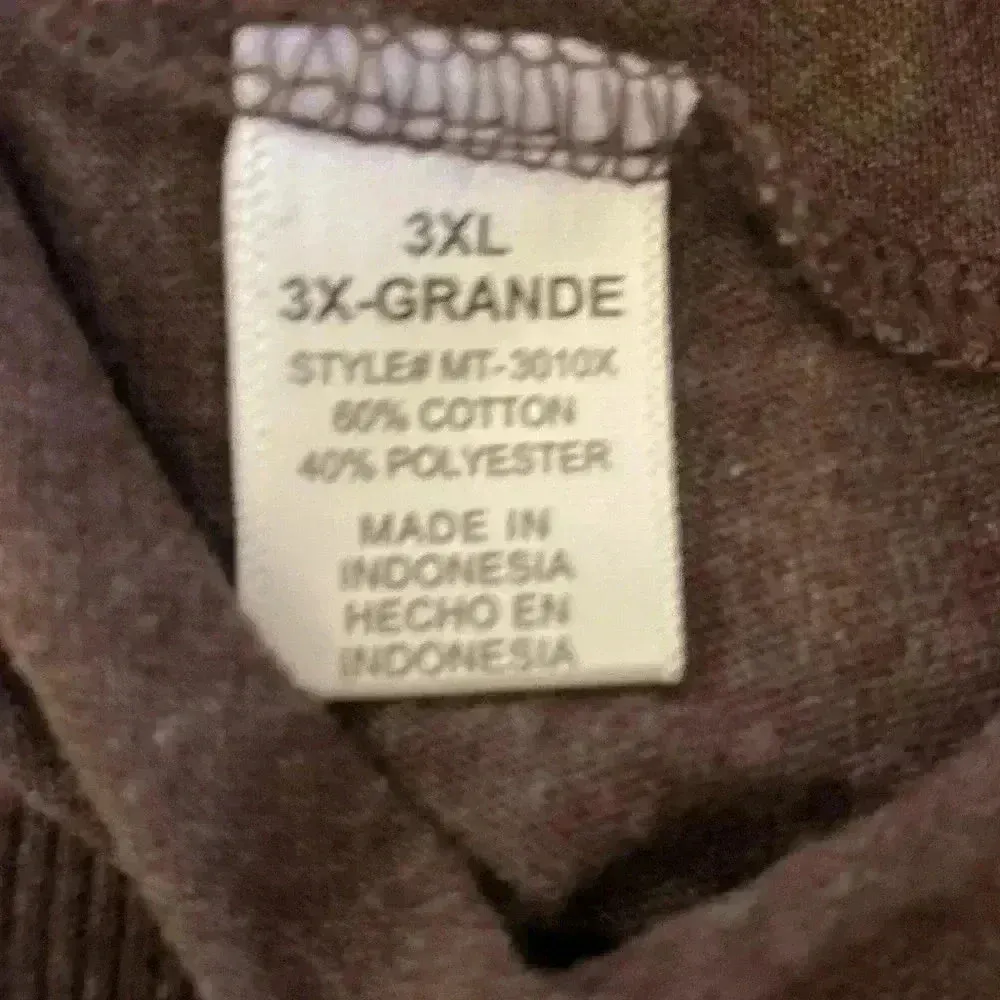 3XL
3X-GRANDE
STYLE# MT-3010X
60% COTTON
40% POLYESTER
MADE IN
INDONESIA
HECHO EN
INDONESIA